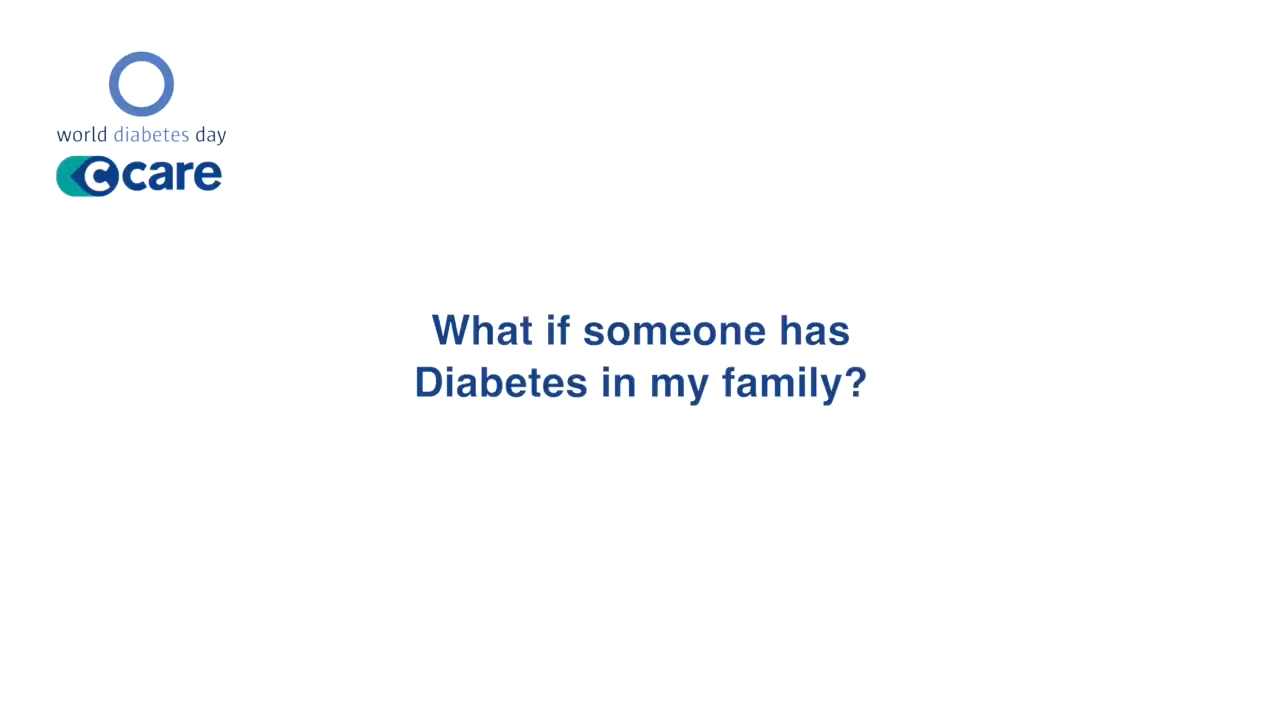 world diabetes day
c care
What if someone has
Diabetes in my family?